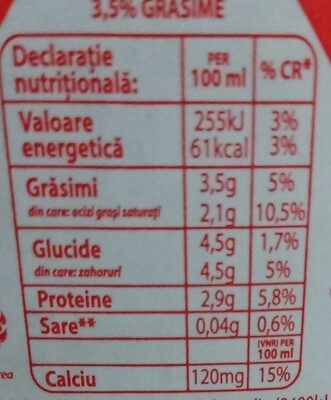 3,5% GRĂSIME
Declarație nutritională: PER 100 ml % CR*
Valoare energetică 255kJ 3%
61kcal 3%
Grăsimi 3,5g 5%
din care: acizi grași saturați 2,1g 10,5%
Glucide 4,5g 1,7%
din care: zaharuri 4,5g 5%
Proteine 2,9g 5,8%
Sare** 0,04g 0,6%
(VNR) PER 100 ml
Calciu 120mg 15%